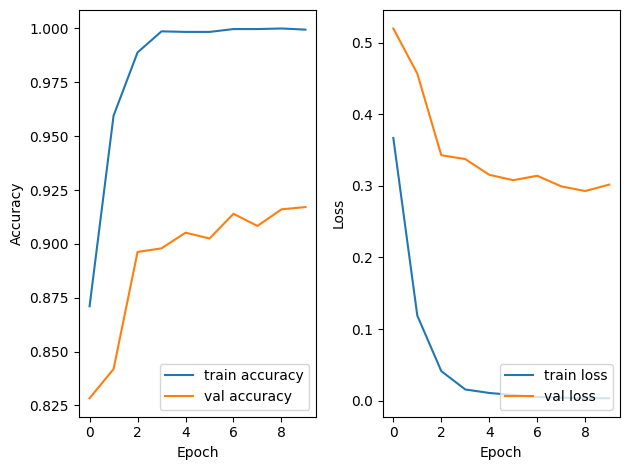 1.000
0.975
0.950
0.925
0.900
0.875
0.850
0.825
Accuracy
0 2 4 6 8
Epoch
train accuracy
val accuracy
0.5
0.4
0.3
0.2
0.1
0.0
Loss
0 2 4 6 8
Epoch
train loss
val loss